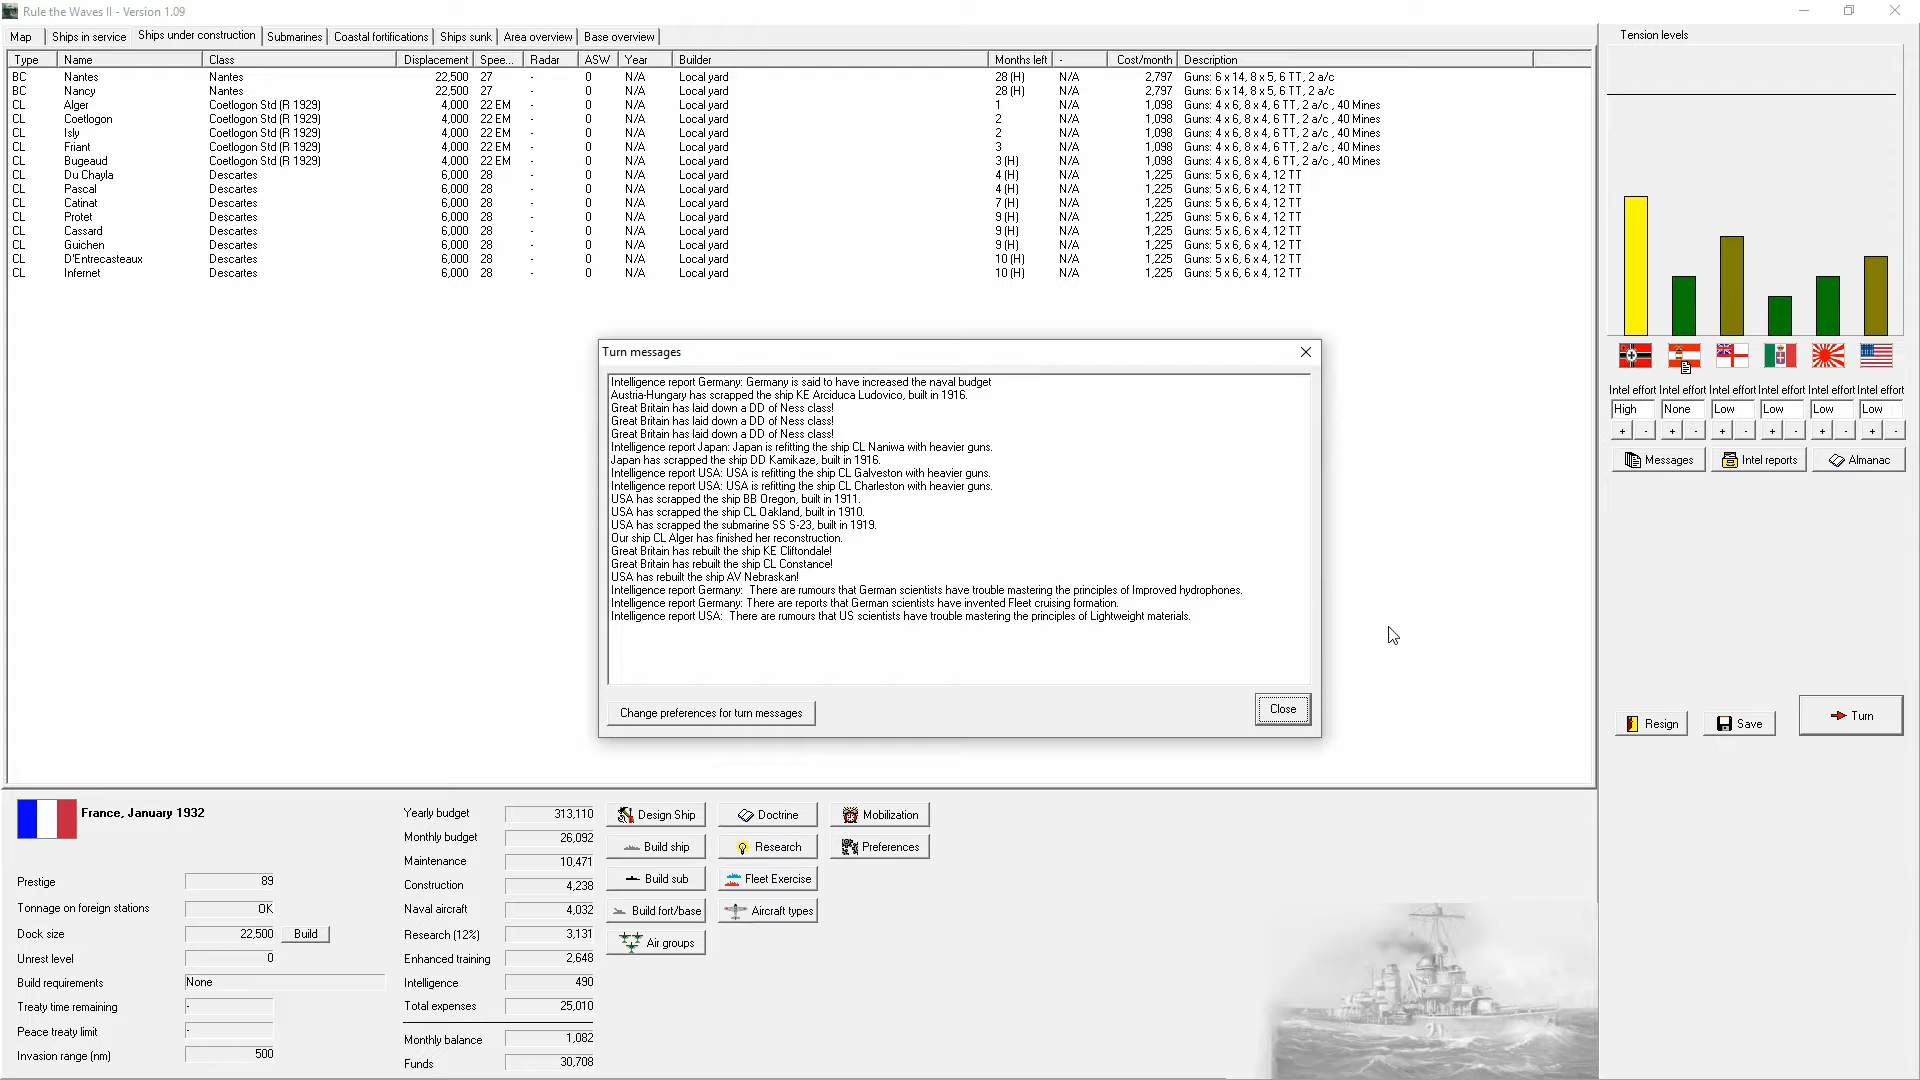 Rule the Waves II - Version 1.09
Map Ships in service Ships under construction Submarines Coastal fortifications Ships sunk Area overview Base overview
Type Name Class Displacement Spee... Radar ASW Year Builder Months left - Cost/month Description
BC Nantes Nantes 22,500 27 - 0 N/A Local yard 28 (H) N/A 2,797 Guns: 6 x 14, 8 x 5, 6 TT, 2 a/c
BC Nancy Nantes 22,500 27 - 0 N/A Local yard 28 (H) N/A 2,797 Guns: 6 x 14, 8 x 5, 6 TT, 2 a/c
CL Alger Coetlogon Std (R 1929) 4,000 22 EM - 0 N/A Local yard 1 N/A 1,098 Guns: 4 x 6, 8 x 4, 6 TT, 2 a/c , 40 Mines
CL Coetlogon Coetlogon Std (R 1929) 4,000 22 EM - 0 N/A Local yard 2 N/A 1,098 Guns: 4 x 6, 8 x 4, 6 TT, 2 a/c , 40 Mines
CL Isly Coetlogon Std (R 1929) 4,000 22 EM - 0 N/A Local yard 2 N/A 1,098 Guns: 4 x 6, 8 x 4, 6 TT, 2 a/c , 40 Mines
CL Friant Coetlogon Std (R 1929) 4,000 22 EM - 0 N/A Local yard 3 N/A 1,098 Guns: 4 x 6, 8 x 4, 6 TT, 2 a/c , 40 Mines
CL Bugeaud Coetlogon Std (R 1929) 4,000 22 EM - 0 N/A Local yard 3 (H) N/A 1,098 Guns: 4 x 6, 8 x 4, 6 TT, 2 a/c , 40 Mines
CL Du Chayla Descartes 6,000 28 - 0 N/A Local yard 4 (H) N/A 1,225 Guns: 5 x 6, 6 x 4, 12 TT
CL Pascal Descartes 6,000 28 - 0 N/A Local yard 4 (H) N/A 1,225 Guns: 5 x 6, 6 x 4, 12 TT
CL Catinat Descartes 6,000 28 - 0 N/A Local yard 7 (H) N/A 1,225 Guns: 5 x 6, 6 x 4, 12 TT
CL Protet Descartes 6,000 28 - 0 N/A Local yard 9 (H) N/A 1,225 Guns: 5 x 6, 6 x 4, 12 TT
CL Cassard Descartes 6,000 28 - 0 N/A Local yard 9 (H) N/A 1,225 Guns: 5 x 6, 6 x 4, 12 TT
CL Guichen Descartes 6,000 28 - 0 N/A Local yard 9 (H) N/A 1,225 Guns: 5 x 6, 6 x 4, 12 TT
CL D'Entrecasteaux Descartes 6,000 28 - 0 N/A Local yard 10 (H) N/A 1,225 Guns: 5 x 6, 6 x 4, 12 TT
CL Infernet Descartes 6,000 28 - 0 N/A Local yard 10 (H) N/A 1,225 Guns: 5 x 6, 6 x 4, 12 TT
Turn messages
Intelligence report Germany: Germany is said to have increased the naval budget
Austria-Hungary has scrapped the ship KE Arciduca Ludovico, built in 1916.
Great Britain has laid down a DD of Ness class!
Great Britain has laid down a DD of Ness class!
Great Britain has laid down a DD of Ness class!
Intelligence report Japan: Japan is refitting the ship CL Naniwa with heavier guns.
Japan has scrapped the ship DD Kamikaze, built in 1916.
Intelligence report USA: USA is refitting the ship CL Galveston with heavier guns.
Intelligence report USA: USA is refitting the ship CL Charleston with heavier guns.
USA has scrapped the ship BB Oregon, built in 1911.
USA has scrapped the ship CL Oakland, built in 1910.
USA has scrapped the submarine SS S-23, built in 1919.
Our ship CL Alger has finished her reconstruction.
Great Britain has rebuilt the ship KE Cliftondale!
Great Britain has rebuilt the ship CL Constance!
USA has rebuilt the ship AV Nebraskan!
Intelligence report Germany:  There are rumours that German scientists have trouble mastering the principles of Improved hydrophones.
Intelligence report Germany: There are reports that German scientists have invented Fleet cruising formation.
Intelligence report USA:  There are rumours that US scientists have trouble mastering the principles of Lightweight materials.
Change preferences for turn messages
Close
Tension levels
Intel effort Intel effort Intel effort Intel effort Intel effort Intel effort
High None Low Low Low Low
+ - + - + - + - + - + -
Messages Intel reports Almanac
Resign Save Turn
France, January 1932
Prestige 89
Tonnage on foreign stations OK
Dock size 22,500 Build
Unrest level 0
Build requirements None
Treaty time remaining -
Peace treaty limit -
Invasion range (nm) 500
Yearly budget 313,110
Monthly budget 26,092
Maintenance 10,471
Construction 4,238
Naval aircraft 4,032
Research (12%) 3,131
Enhanced training 2,648
Intelligence 490
Total expenses 25,010
Monthly balance 1,082
Funds 30,708
Design Ship Doctrine Mobilization
Build ship Research Preferences
Build sub Fleet Exercise
Build fort/base Aircraft types
Air groups